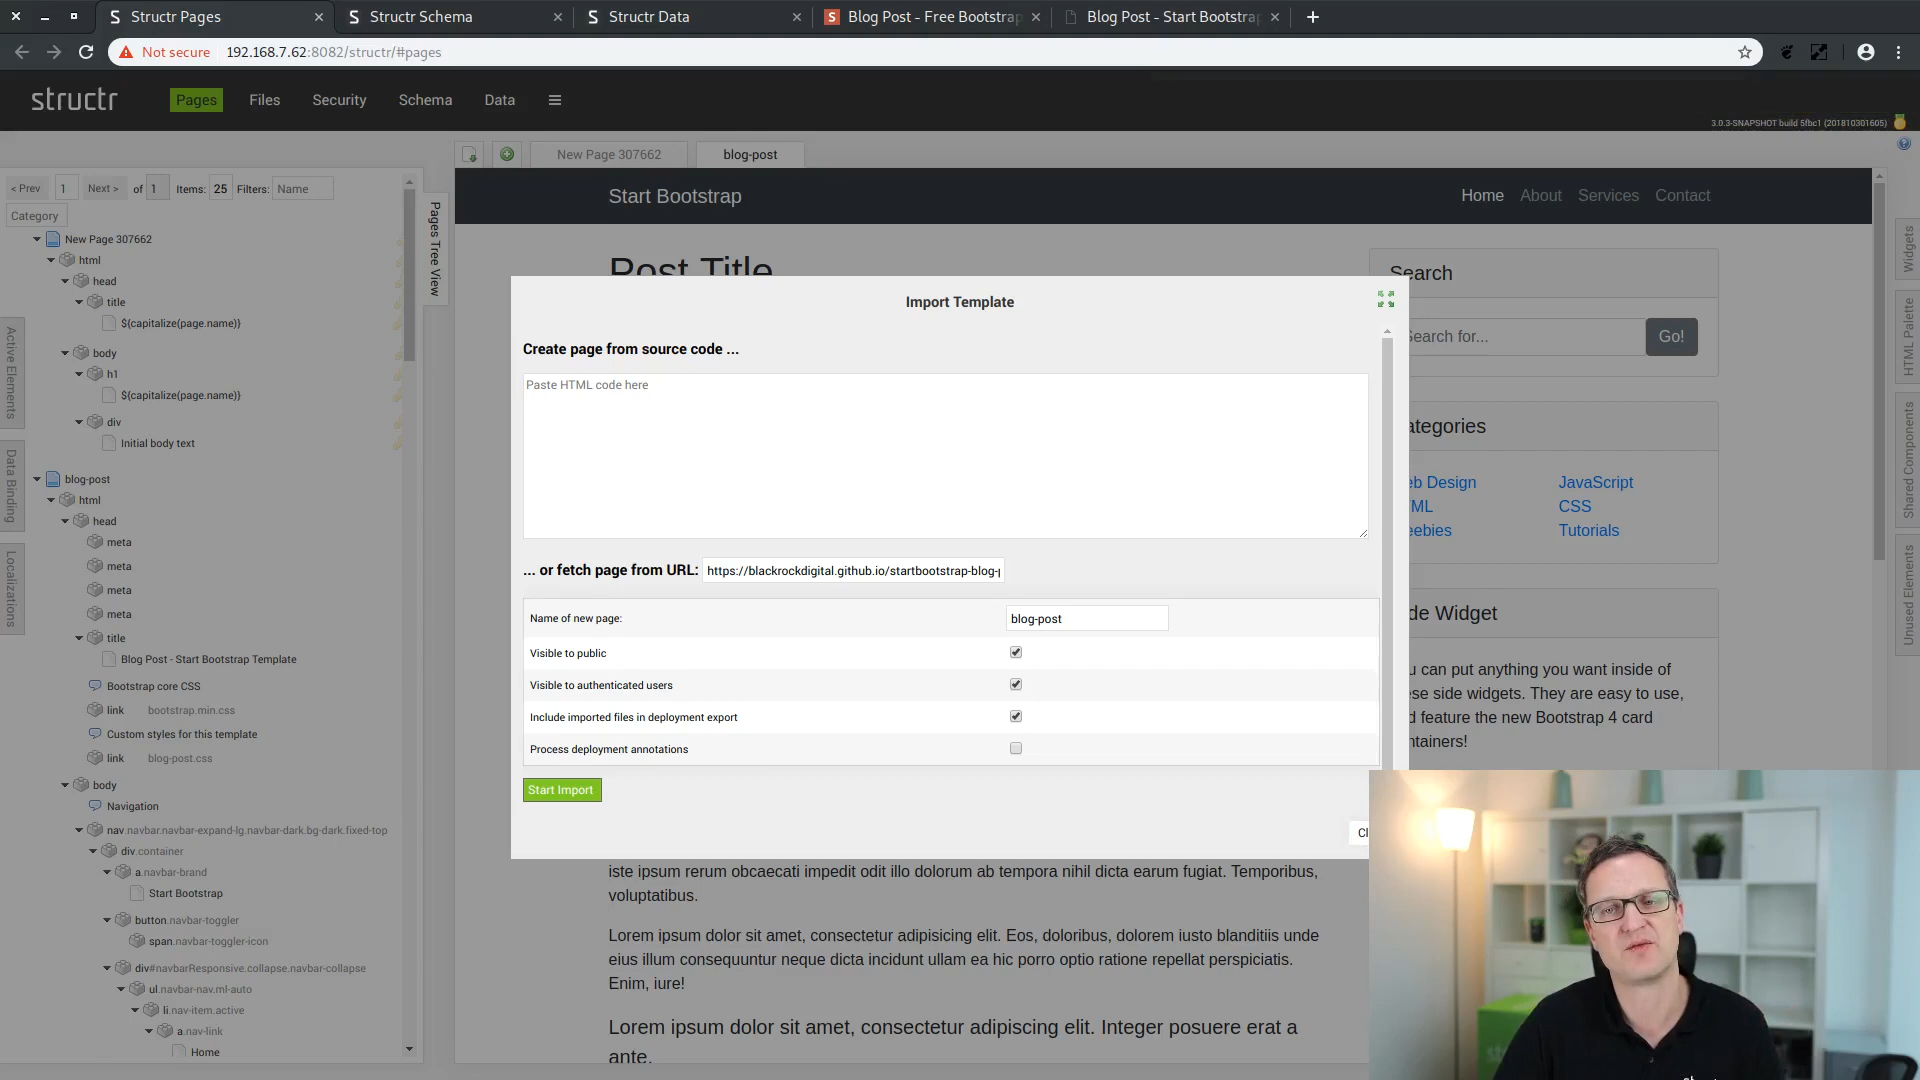 Structr Pages
Structr Schema
Structr Data
Blog Post - Free Bootstrap
Blog Post - Start Bootstrap
Not secure
192.168.7.62:8082/structr/#pages
structr
Pages
Files
Security
Schema
Data
3.0.3-SNAPSHOT build 5fbc1 (201810301605)
New Page 307662
blog-post
< Prev
1
Next >
of
1
Items:
25
Filters:
Name
Category
Pages Tree View
Active Elements
Data Binding
Localizations
New Page 307662
html
head
title
${capitalize(page.name)}
body
h1
${capitalize(page.name)}
div
Initial body text
blog-post
html
head
meta
meta
meta
meta
title
Blog Post - Start Bootstrap Template
Bootstrap core CSS
link bootstrap.min.css
Custom styles for this template
link blog-post.css
body
Navigation
nav.navbar.navbar-expand-lg.navbar-dark.bg-dark.fixed-top
div.container
a.navbar-brand
Start Bootstrap
button.navbar-toggler
span.navbar-toggler-icon
div#navbarResponsive.collapse.navbar-collapse
ul.navbar-nav.ml-auto
li.nav-item.active
a.nav-link
Home
Start Bootstrap
Home
About
Services
Contact
Post Title
Import Template
Create page from source code ...
Paste HTML code here
... or fetch page from URL:
https://blackrockdigital.github.io/startbootstrap-blog-
Name of new page:
blog-post
Visible to public
Visible to authenticated users
Include imported files in deployment export
Process deployment annotations
Start Import
Cl
Search
earch for...
Go!
ategories
eb Design
JavaScript
ML
CSS
eebies
Tutorials
de Widget
u can put anything you want inside of
ese side widgets. They are easy to use,
d feature the new Bootstrap 4 card
ntainers!
Widgets
HTML Palette
Shared Components
Unused Elements
iste ipsum rerum obcaecati impedit odit illo dolorum ab tempora nihil dicta earum fugiat. Temporibus,
voluptatibus.
Lorem ipsum dolor sit amet, consectetur adipisicing elit. Eos, doloribus, dolorem iusto blanditiis unde
eius illum consequuntur neque dicta incidunt ullam ea hic porro optio ratione repellat perspiciatis.
Enim, iure!
Lorem ipsum dolor sit amet, consectetur adipiscing elit. Integer posuere erat a
ante.